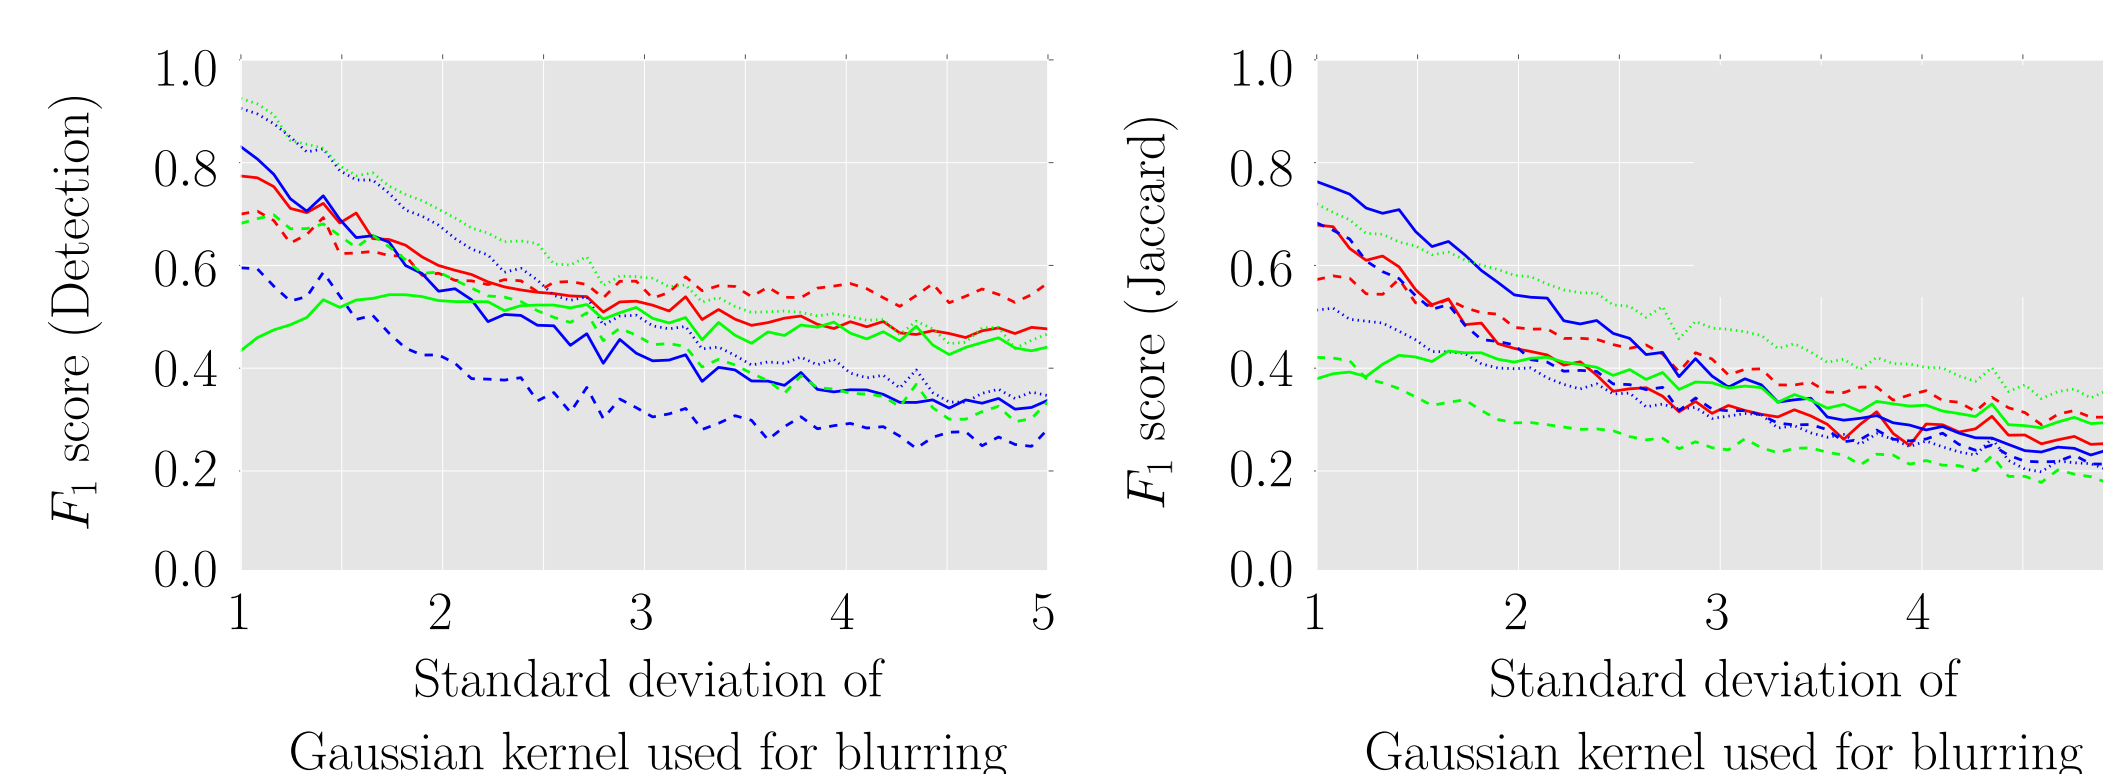 F1 score (Detection)
1.0
0.8
0.6
0.4
0.2
0.0
1 2 3 4 5
Standard deviation of
Gaussian kernel used for blurring
F1 score (Jaccard)
1.0
0.8
0.6
0.4
0.2
0.0
1 2 3 4
Standard deviation of
Gaussian kernel used for blurring